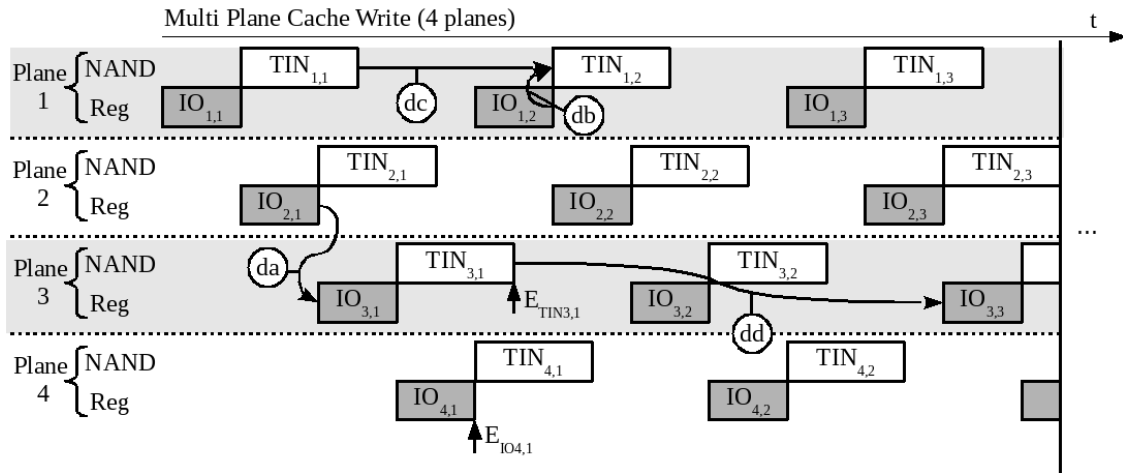 Multi Plane Cache Write (4 planes)
t
Plane 1 NAND Reg
TIN1,1 TIN1,2 TIN1,3
dc
IO1,1 IO1,2 db IO1,3
Plane 2 NAND Reg
TIN2,1 TIN2,2 TIN2,3
IO2,1 IO2,2 IO2,3
...
da
Plane 3 NAND Reg
TIN3,1 TIN3,2
IO3,1 ETIN3,1 IO3,2 IO3,3
dd
Plane 4 NAND Reg
TIN4,1 TIN4,2
IO4,1 IO4,2
EIO4,1